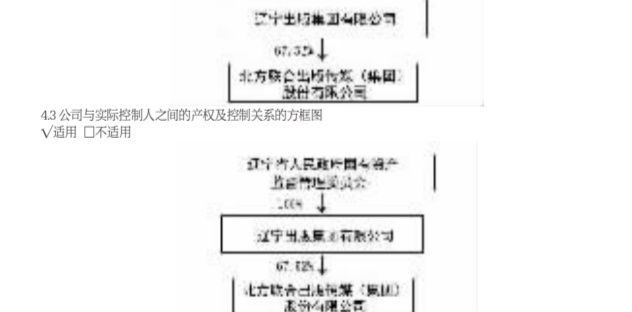 辽宁出版集团有限公司
67.52%
北方联合出版传媒（集团）
股份有限公司
4.3 公司与实际控制人之间的产权及控制关系的方框图
√适用 □不适用
辽宁省人民政府国有资产
监督管理委员会
100%
辽宁出版集团有限公司
67.52%
北方联合出版传媒（集团）
股份有限公司